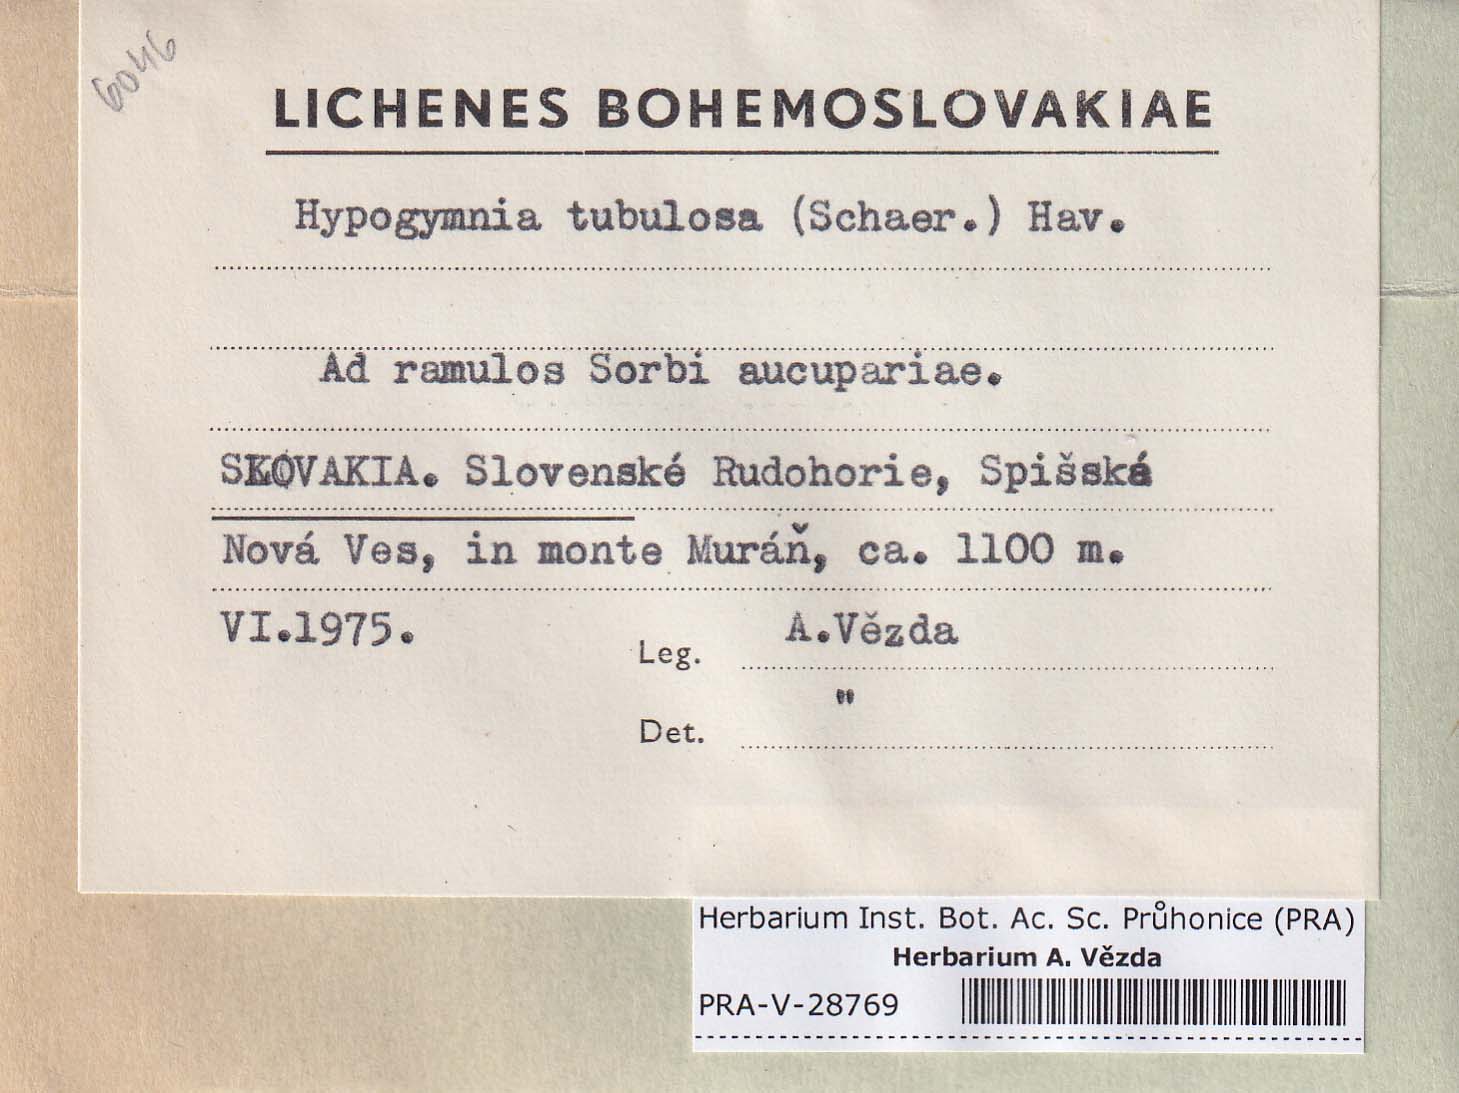 6046
LICHENES BOHEMOSLOVAKIAE
Hypogymnia tubulosa (Schaer.) Hav.
Ad ramulos Sorbi aucupariae.
SLOVAKIA. Slovenské Rudohorie, Spišská
Nová Ves, in monte Muráň, ca. 1100 m.
VI.1975.
Leg. A.Vězda
Det. "
Herbarium Inst. Bot. Ac. Sc. Průhonice (PRA)
Herbarium A. Vězda
PRA-V-28769